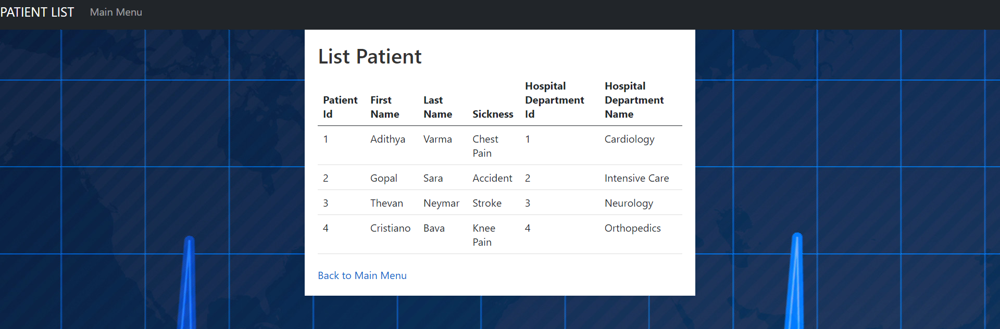 PATIENT LIST Main Menu
List Patient
Patient Id First Name Last Name Sickness Hospital Department Id Hospital Department Name
1 Adithya Varma Chest Pain 1 Cardiology
2 Gopal Sara Accident 2 Intensive Care
3 Thevan Neymar Stroke 3 Neurology
4 Cristiano Bava Knee Pain 4 Orthopedics
Back to Main Menu